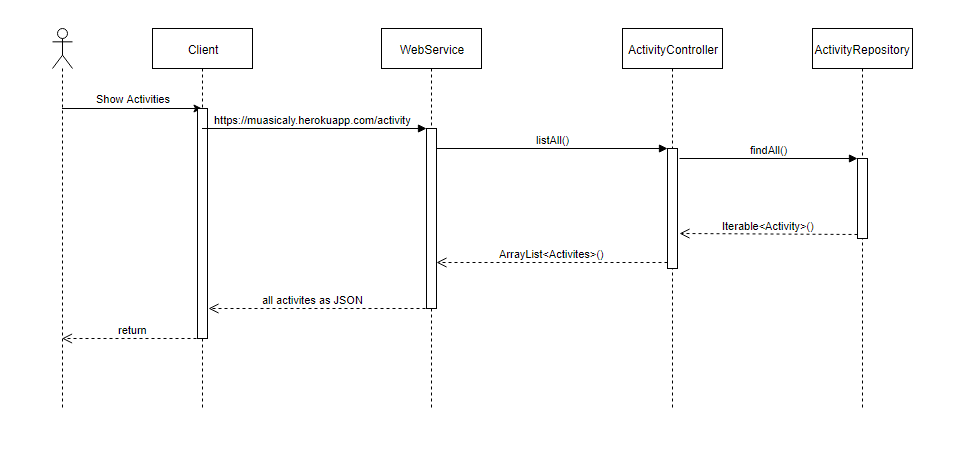 Client
WebService
ActivityController
ActivityRepository
Show Activities
https://muasicaly.herokuapp.com/activity
listAll()
findAll()
Iterable<Activity>()
ArrayList<Activites>()
all activites as JSON
return